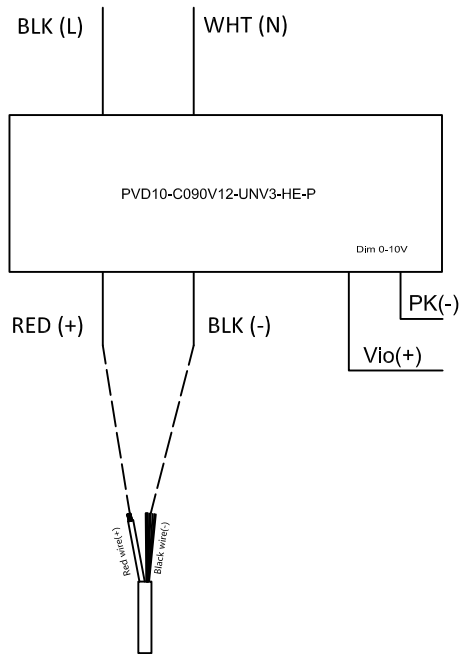 BLK (L)
WHT (N)
PVD10-C090V12-UNV3-HE-P
Dim 0-10V
RED (+)
BLK (-)
PK(-)
Vio(+)
Red wire(+)
Black wire(-)